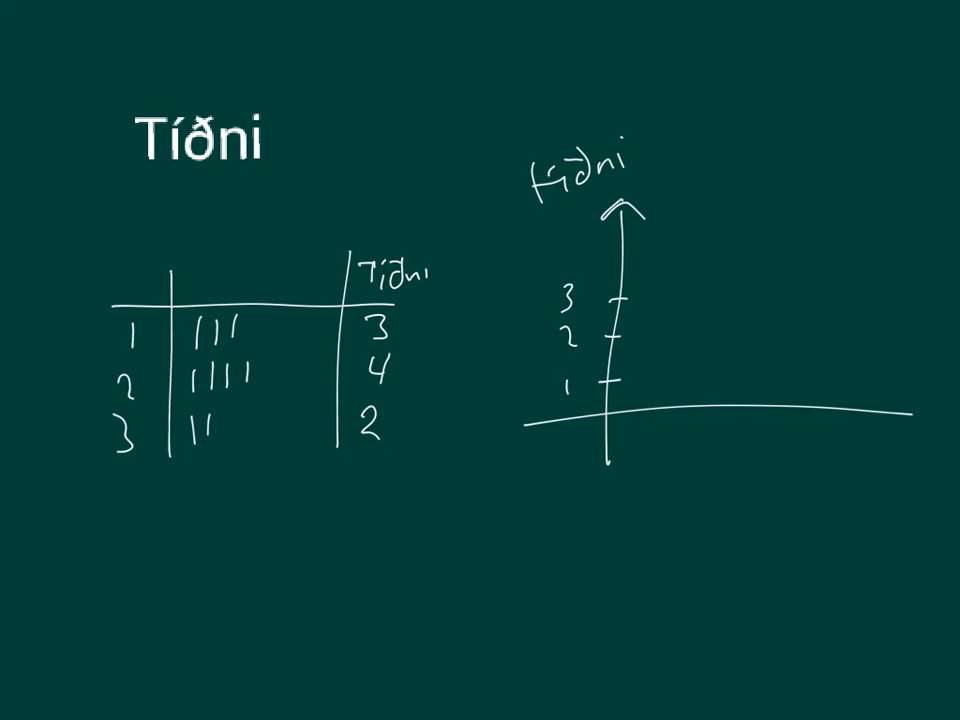 Tíðni
Tíðni
1 ||| 3
2 |||| 4
3 || 2
tíðni
3
2
1